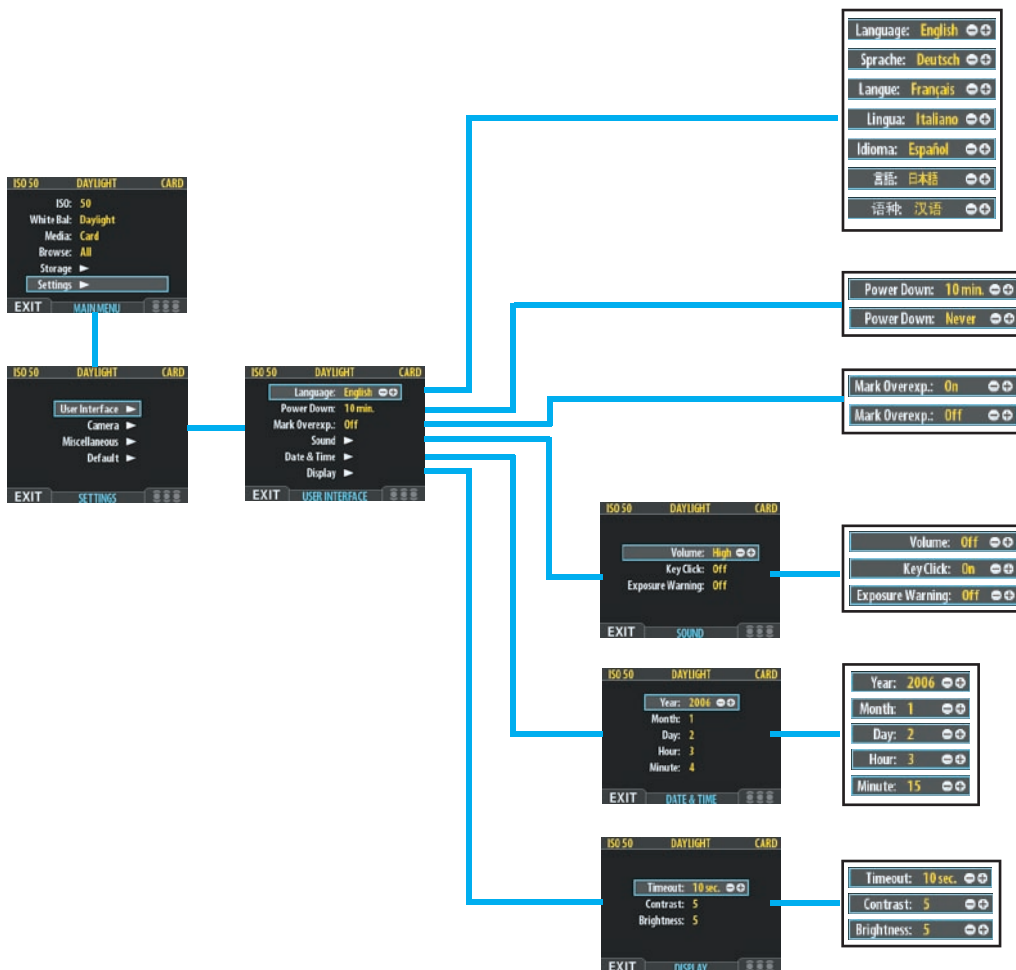 Language: English
Sprache: Deutsch
Langue: Français
Lingua: Italiano
Idioma: Español
言語: 日本語
语种: 汉语
ISO 50 DAYLIGHT CARD
ISO: 50
White Bal: Daylight
Media: Card
Browse: All
Storage
Settings
EXIT MAIN MENU
Power Down: 10 min.
Power Down: Never
ISO 50 DAYLIGHT CARD
User Interface
Camera
Miscellaneous
Default
EXIT SETTINGS
ISO 50 DAYLIGHT CARD
Language: English
Power Down: 10 min.
Mark Overexp.: Off
Sound
Date & Time
Display
EXIT USER INTERFACE
Mark Overexp.: On
Mark Overexp.: Off
ISO 50 DAYLIGHT CARD
Volume: High
Key Click: Off
Exposure Warning: Off
EXIT SOUND
Volume: Off
Key Click: On
Exposure Warning: Off
ISO 50 DAYLIGHT CARD
Year: 2006
Month: 1
Day: 2
Hour: 3
Minute: 4
EXIT DATE & TIME
Year: 2006
Month: 1
Day: 2
Hour: 3
Minute: 15
ISO 50 DAYLIGHT CARD
Timeout: 10 sec.
Contrast: 5
Brightness: 5
EXIT DISPLAY
Timeout: 10 sec.
Contrast: 5
Brightness: 5